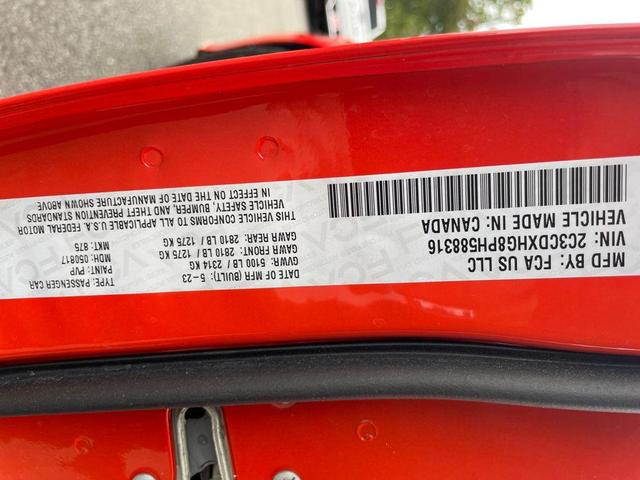 MFD BY: FCA US LLC
VIN: 2C3CDXHG8PH558316
VEHICLE MADE IN: CANADA
DATE OF MFR (BUILT): 5-23
GVWR: 5100 LB / 2314 KG
GAWR FRONT: 2810 LB / 1275 KG
GAWR REAR: 2810 LB / 1275 KG
THIS VEHICLE CONFORMS TO ALL APPLICABLE U.S.A. FEDERAL MOTOR
VEHICLE SAFETY, BUMPER, AND THEFT PREVENTION STANDARDS
IN EFFECT ON THE DATE OF MANUFACTURE SHOWN ABOVE
TYPE: PASSENGER CAR
PAINT: PVP
MDH: 050817
MKT: 875